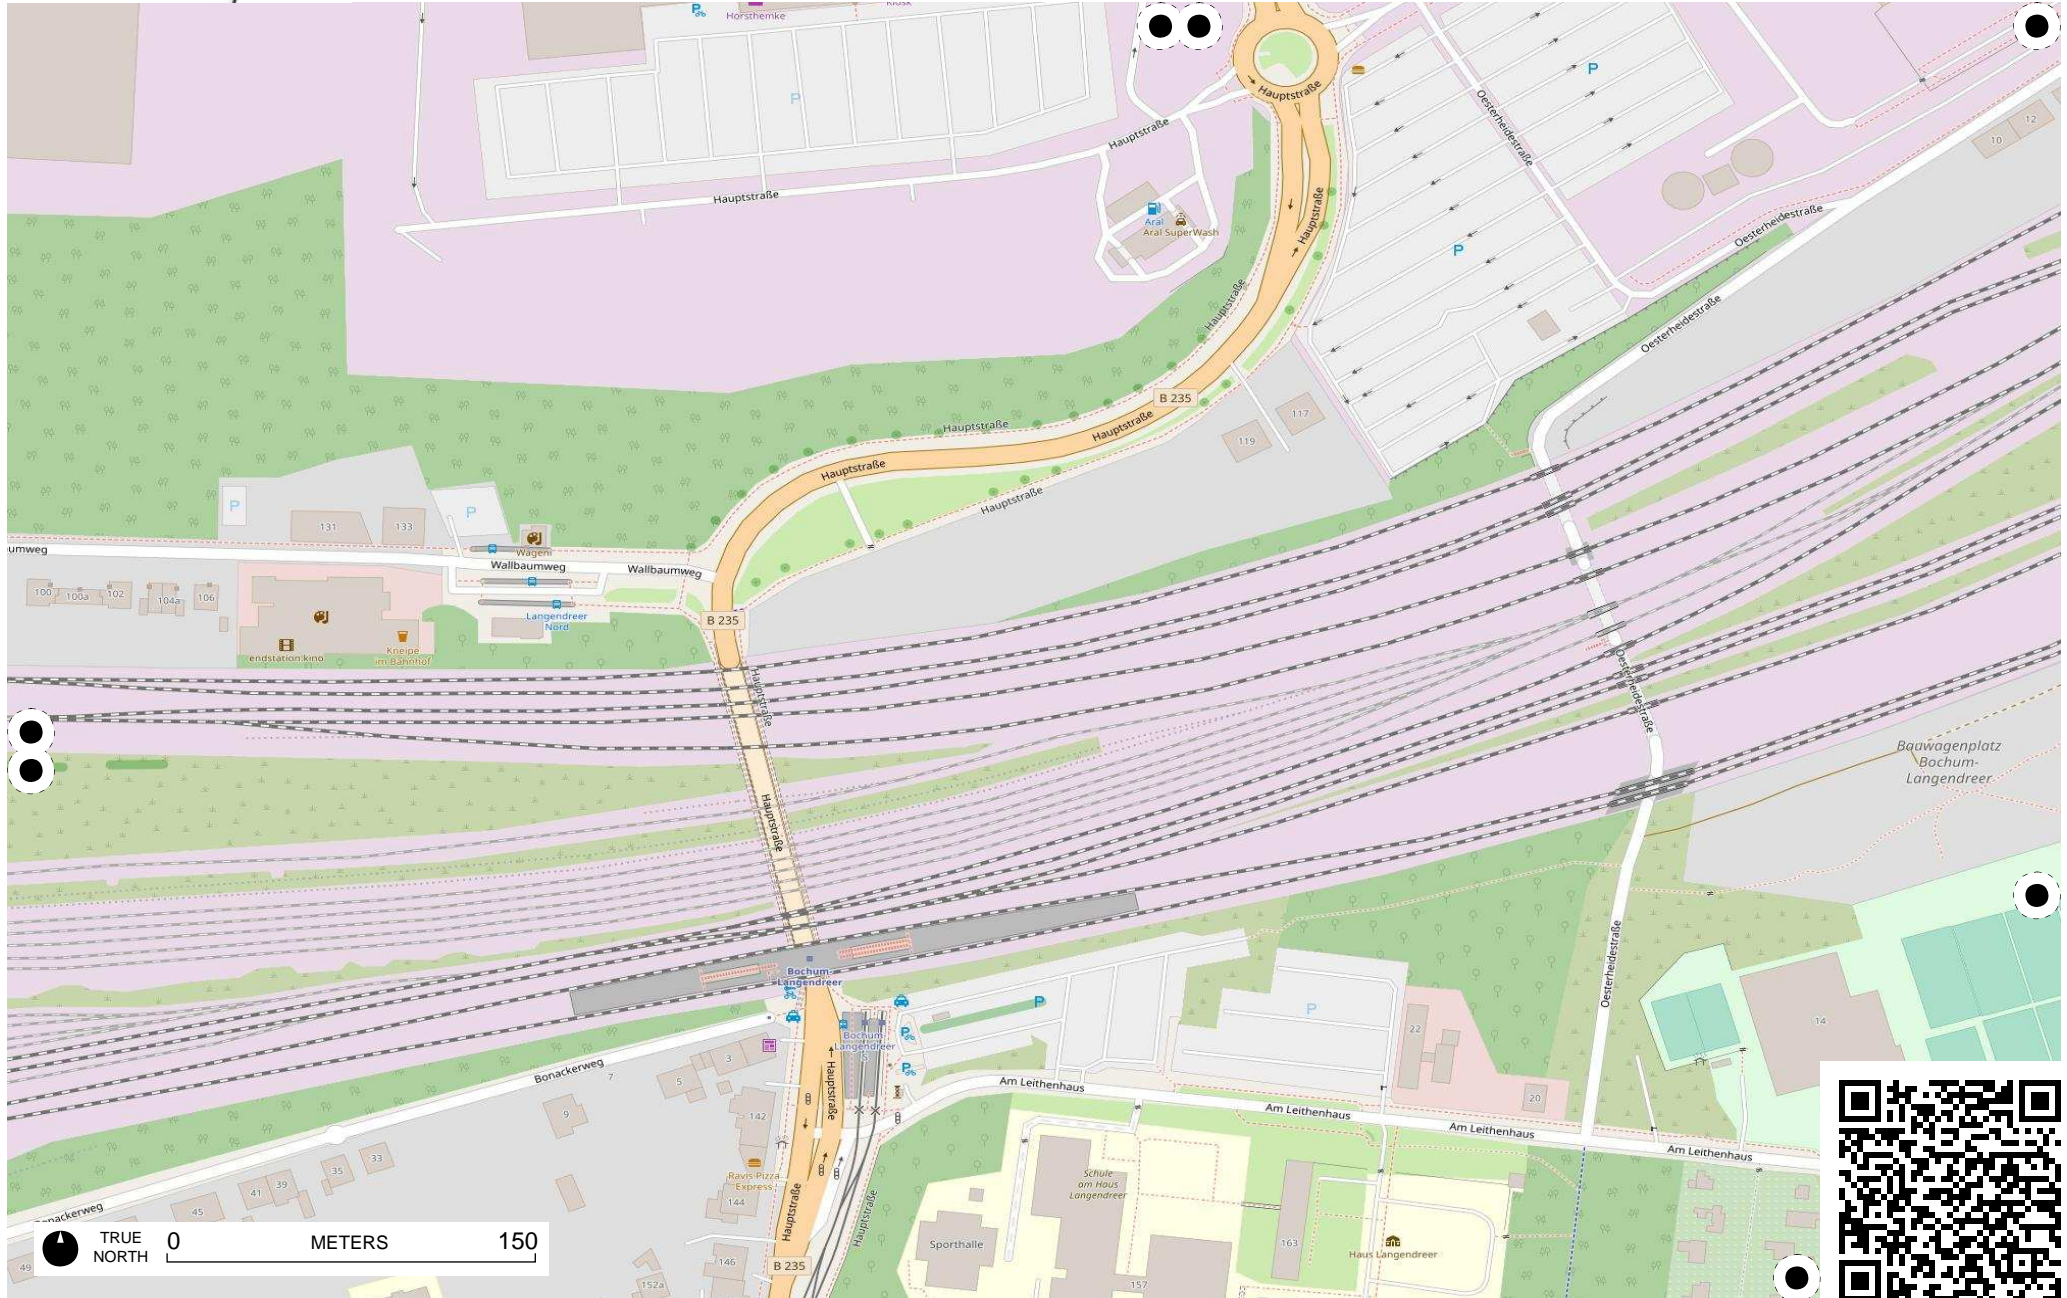 Horsthemke
Kiosk
Hauptstraße
Oesterheidestraße
12
10
Hauptstraße
Hauptstraße
Hauptstraße
Aral
Aral SuperWash
Oesterheidestraße
Hauptstraße
Oesterheidestraße
B 235
117
119
Hauptstraße
Hauptstraße
Hauptstraße
Hauptstraße
131
133
Wageni
umweg
Wallbaumweg
Wallbaumweg
100
100a
102
104a
106
Langendreer
Nord
B 235
endstation.kino
Kneipe
im Bahnhof
Hauptstraße
Oesterheidestraße
Bauwagenplatz
Bochum-
Langendreer
Hauptstraße
Bochum-
Langendreer
Oesterheidestraße
Bochum
Langendreer
S
22
14
Bonackerweg
7
3
5
9
Hauptstraße
142
Am Leithenhaus
Am Leithenhaus
Am Leithenhaus
Am Leithenhaus
20
33
35
39
41
45
49
Ravis Pizza
Express
144
Schule
am Haus
Langendreer
Bonackerweg
Hauptstraße
Hauptstraße
Sporthalle
163
Haus Langendreer
157
146
152a
B 235
TRUE
NORTH
0 METERS 150